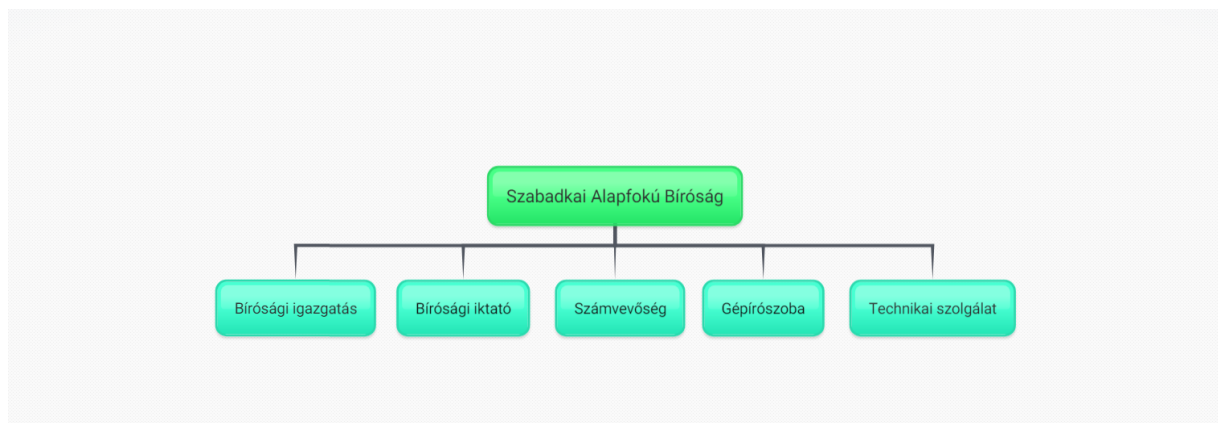 Szabadkai Alapfokú Bíróság
Bírósági igazgatás
Bírósági iktató
Számvevőség
Gépírószoba
Technikai szolgálat